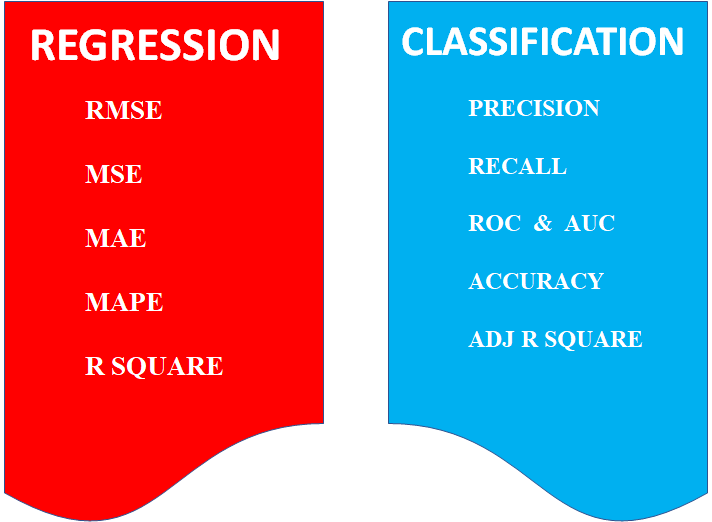 REGRESSION
RMSE
MSE
MAE
MAPE
R SQUARE
CLASSIFICATION
PRECISION
RECALL
ROC & AUC
ACCURACY
ADJ R SQUARE